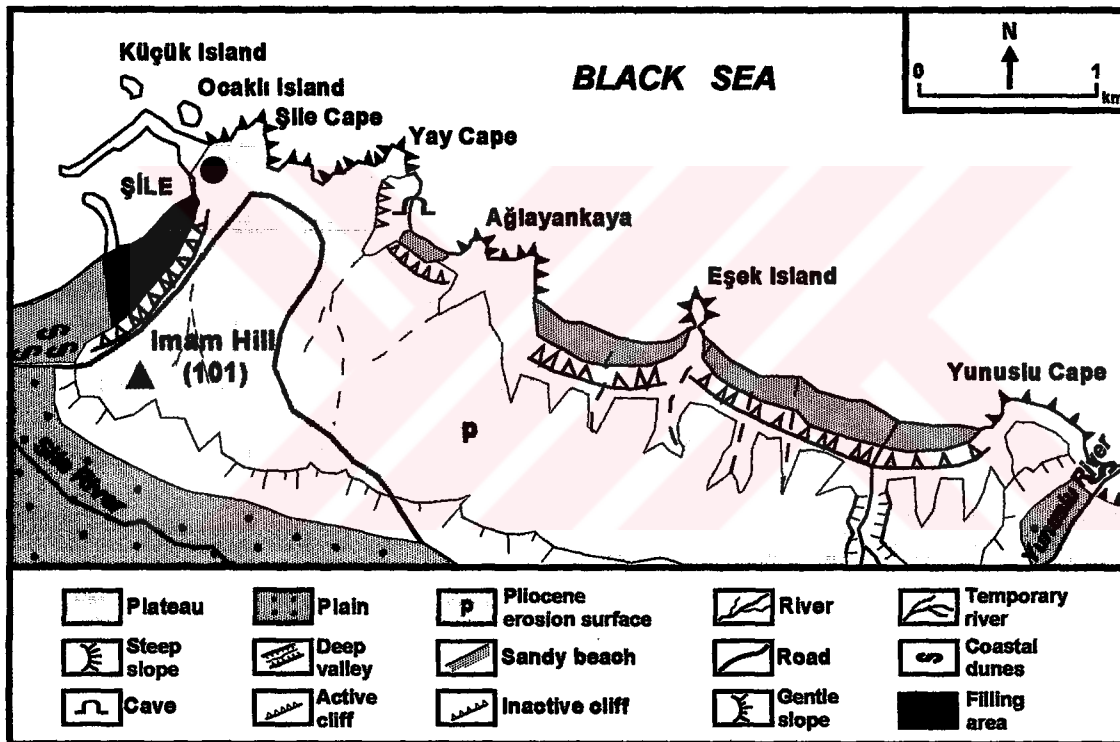 Küçük Island
Ocaklı island
Şile Cape
BLACK SEA
N
0 1
km
Yay Cape
ŞİLE
Ağlayankaya
Eşek Island
Imam Hill
(101)
Yunuslu Cape
p
Şile River
Yunuslu River
Plateau
Plain
p
Pliocene
erosion surface
River
Temporary
river
Steep
slope
Deep
valley
Sandy beach
Road
Coastal
dunes
Cave
Active
cliff
Inactive cliff
Gentle
slope
Filling
area